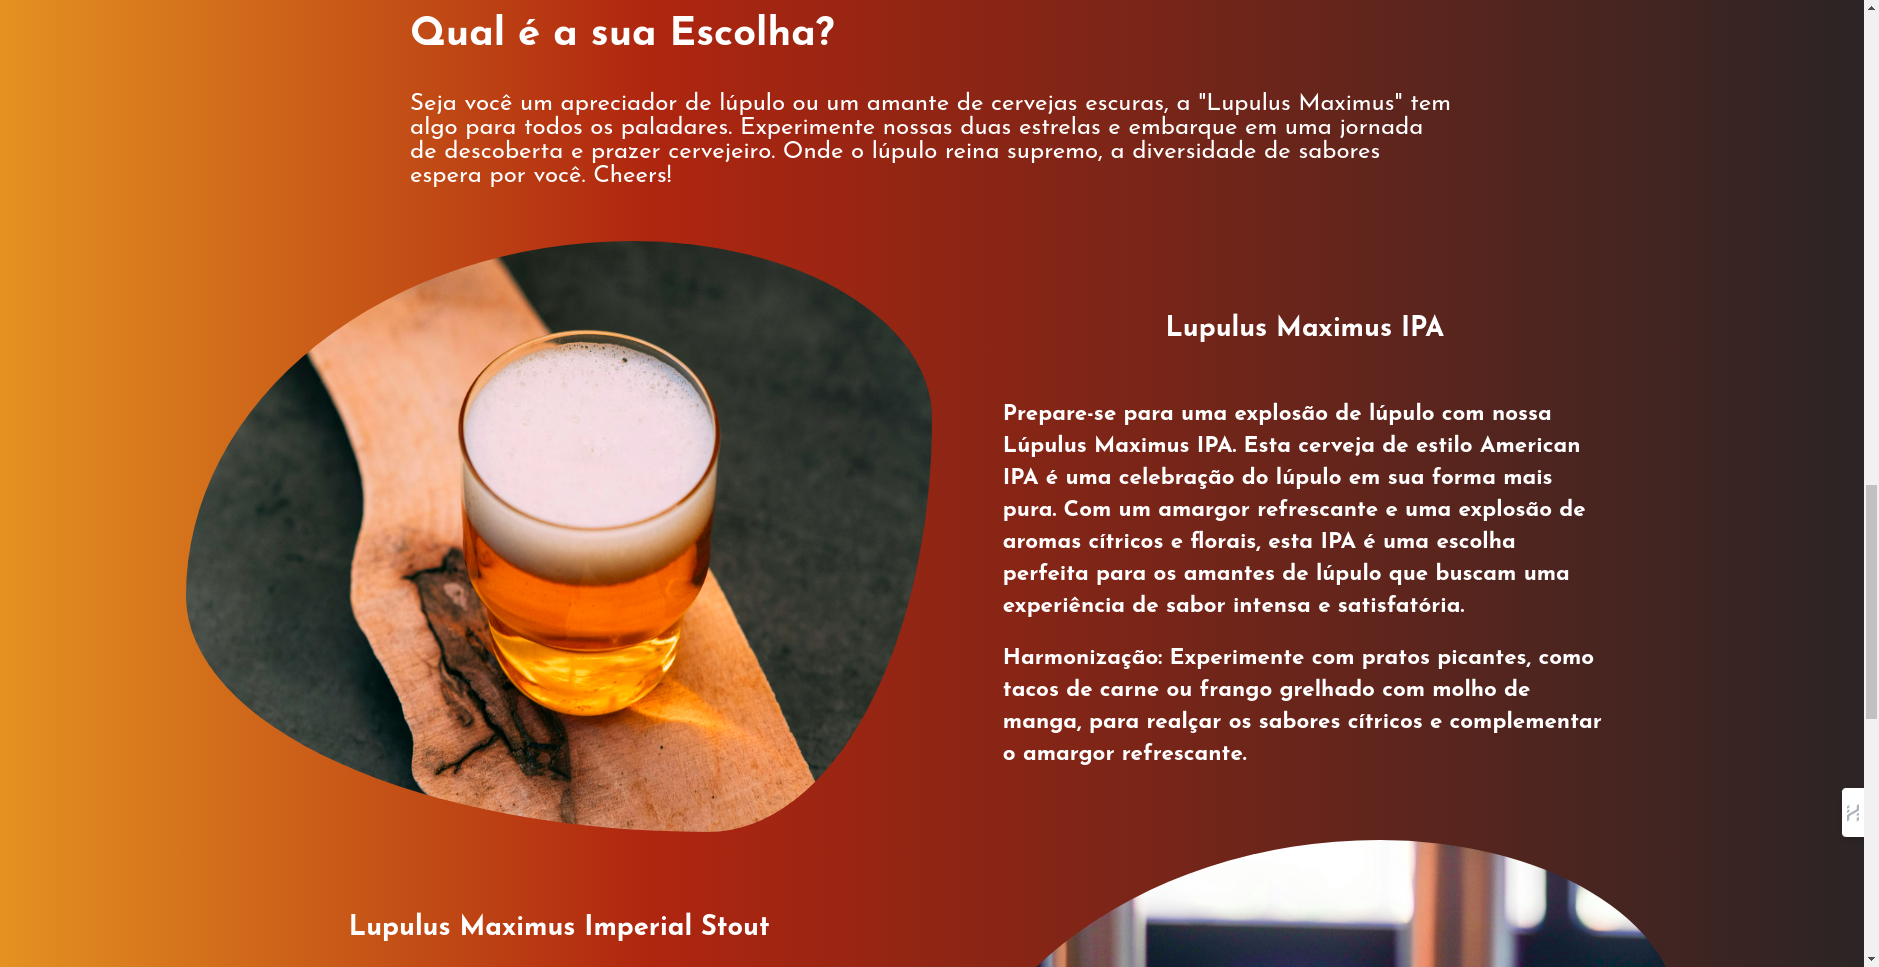 Qual é a sua Escolha?
Seja você um apreciador de lúpulo ou um amante de cervejas escuras, a "Lupulus Maximus" tem
algo para todos os paladares. Experimente nossas duas estrelas e embarque em uma jornada
de descoberta e prazer cervejeiro. Onde o lúpulo reina supremo, a diversidade de sabores
espera por você. Cheers!
Lupulus Maximus IPA
Prepare-se para uma explosão de lúpulo com nossa
Lúpulus Maximus IPA. Esta cerveja de estilo American
IPA é uma celebração do lúpulo em sua forma mais
pura. Com um amargor refrescante e uma explosão de
aromas cítricos e florais, esta IPA é uma escolha
perfeita para os amantes de lúpulo que buscam uma
experiência de sabor intensa e satisfatória.
Harmonização: Experimente com pratos picantes, como
tacos de carne ou frango grelhado com molho de
manga, para realçar os sabores cítricos e complementar
o amargor refrescante.
Lupulus Maximus Imperial Stout